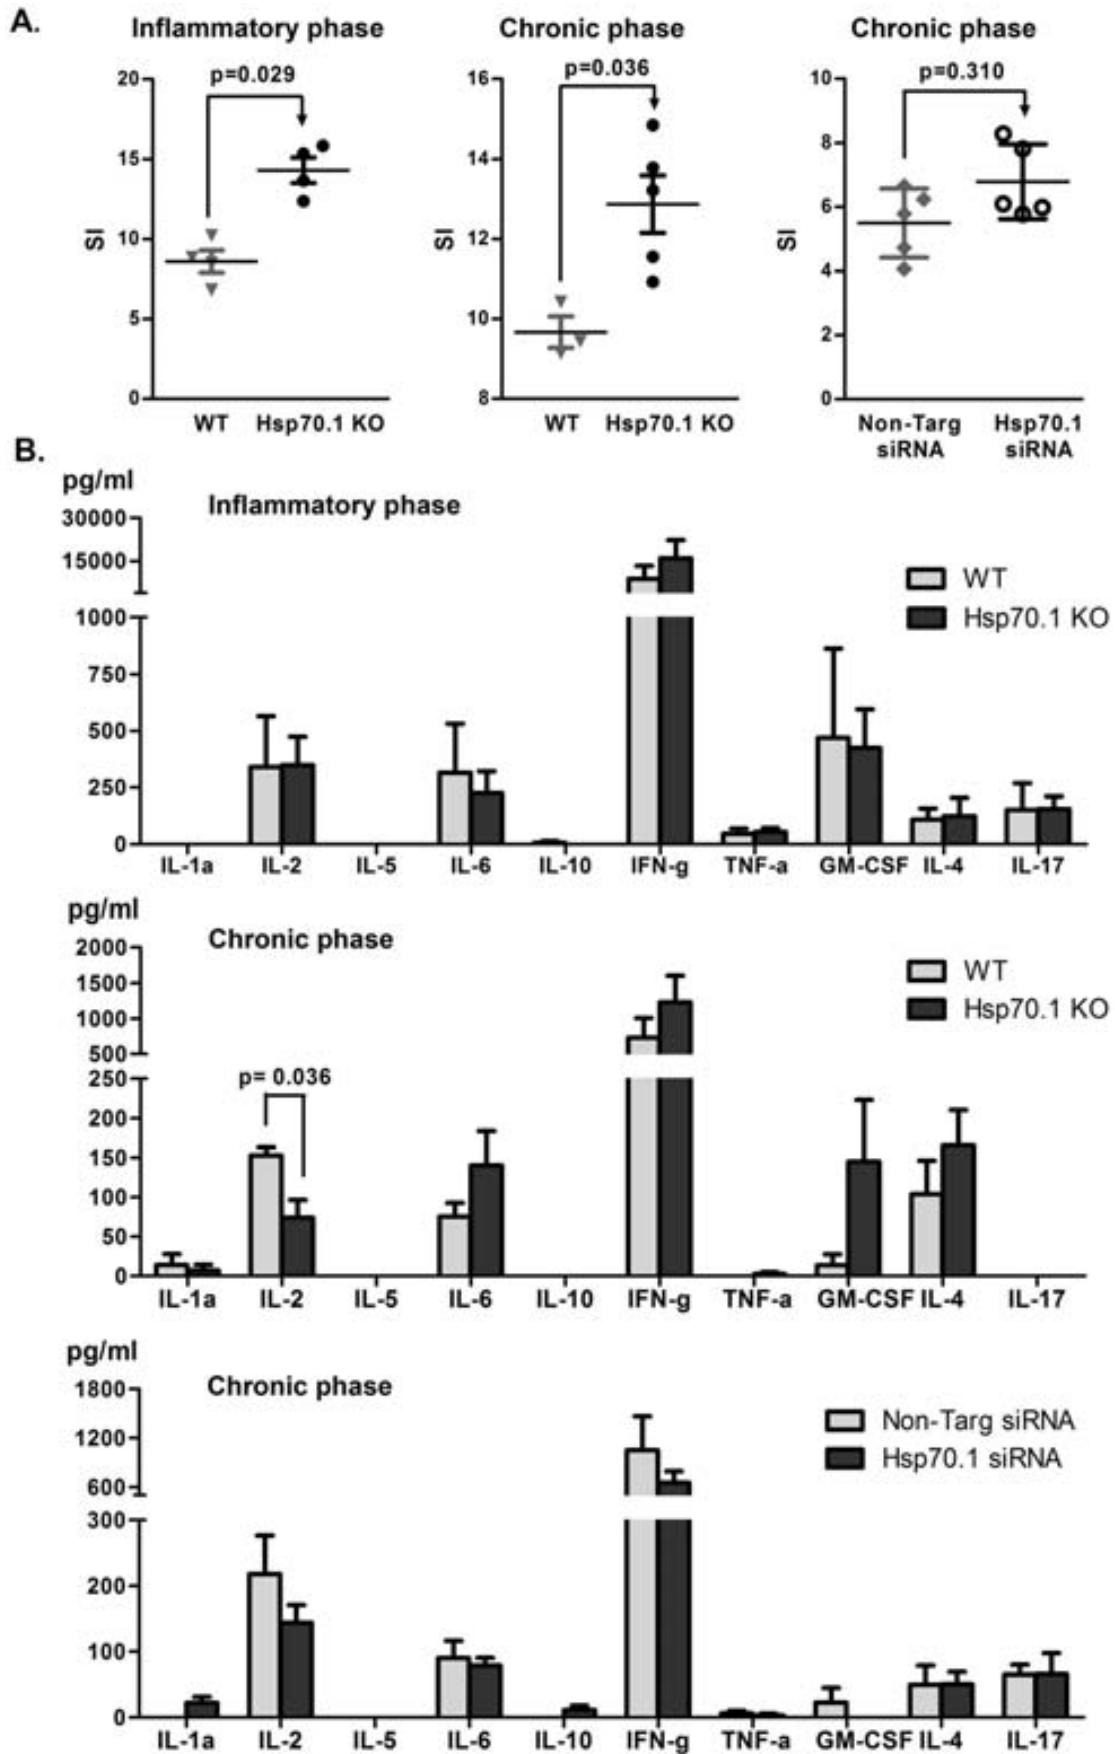 A.
Inflammatory phase
Chronic phase
Chronic phase
p=0.029
p=0.036
p=0.310
20
15
10
5
0
SI
WT Hsp70.1 KO
16
14
12
10
8
SI
WT Hsp70.1 KO
10
8
6
4
2
0
SI
Non-Targ siRNA
Hsp70.1 siRNA
B.
pg/ml
Inflammatory phase
30000
15000
1000
750
500
250
0
WT
Hsp70.1 KO
IL-1a IL-2 IL-5 IL-6 IL-10 IFN-g TNF-a GM-CSF IL-4 IL-17
pg/ml
Chronic phase
2000
1500
1000
500
250
200
150
100
50
0
p= 0.036
WT
Hsp70.1 KO
IL-1a IL-2 IL-5 IL-6 IL-10 IFN-g TNF-a GM-CSF IL-4 IL-17
pg/ml
Chronic phase
1800
1200
600
300
200
100
0
Non-Targ siRNA
Hsp70.1 siRNA
IL-1a IL-2 IL-5 IL-6 IL-10 IFN-g TNF-a GM-CSF IL-4 IL-17